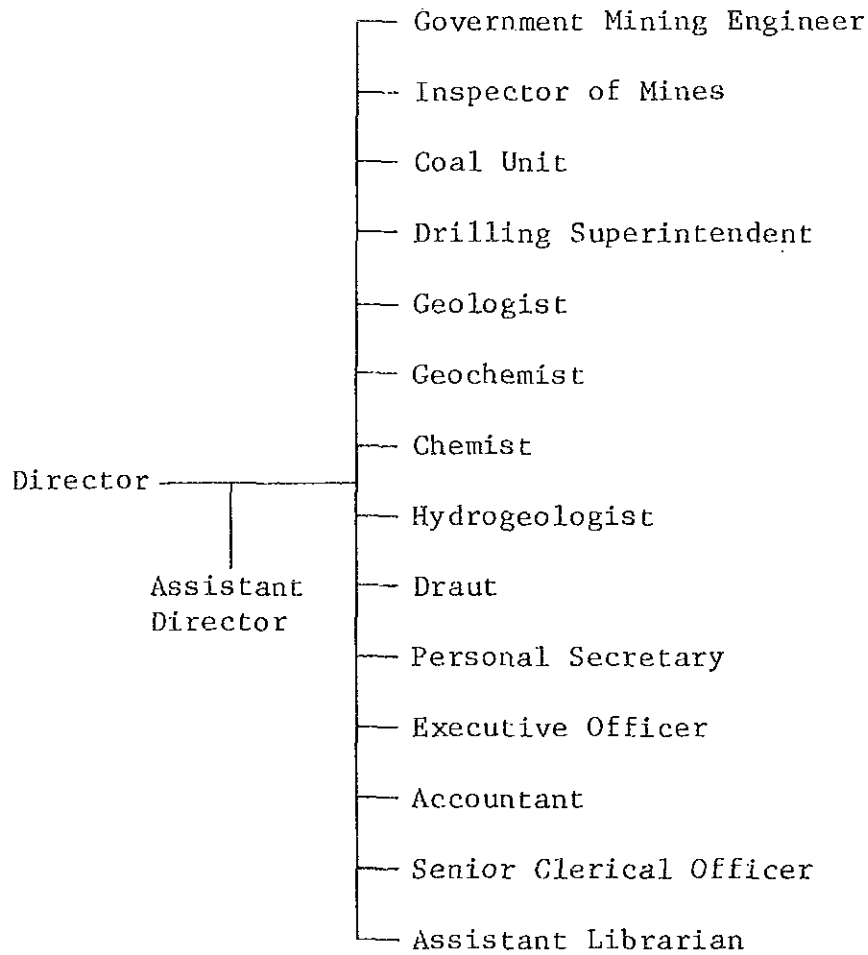 Government Mining Engineer
Inspector of Mines
Coal Unit
Drilling Superintendent
Geologist
Geochemist
Chemist
Director
Hydrogeologist
Assistant
Director
Draut
Personal Secretary
Executive Officer
Accountant
Senior Clerical Officer
Assistant Librarian